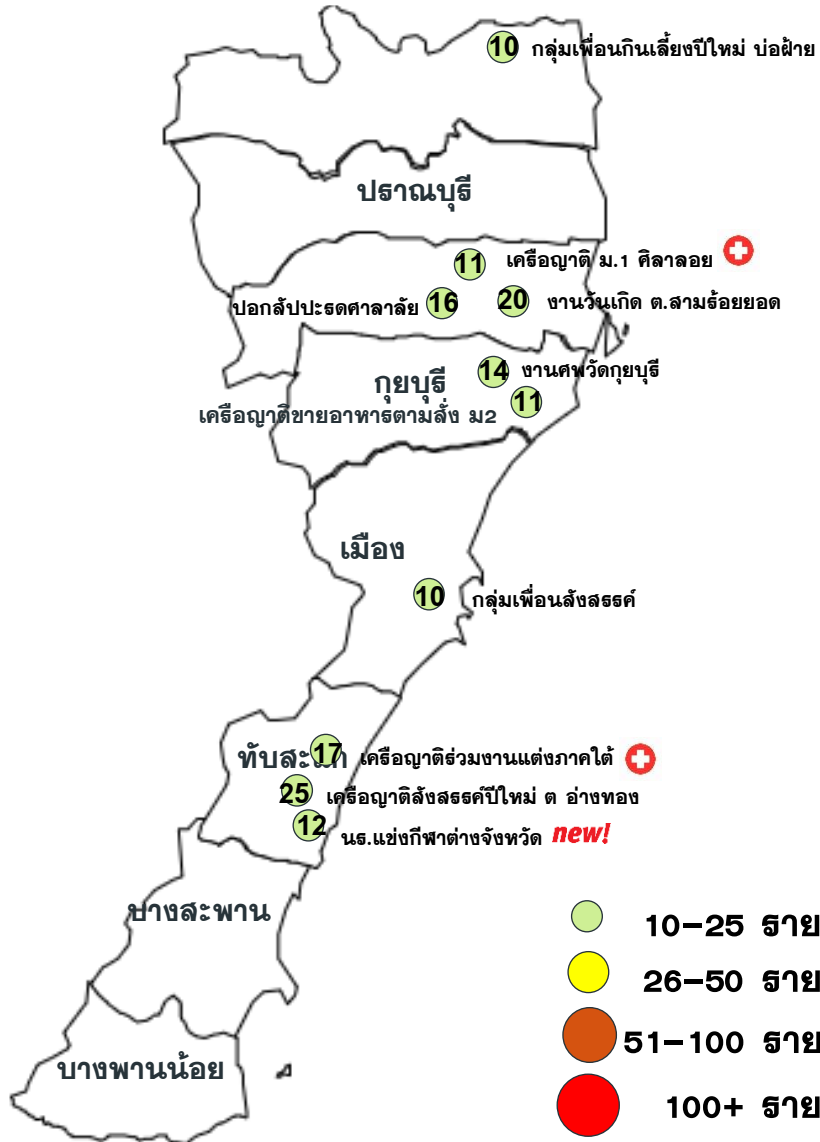 10 กลุ่มเพื่อนกินเลี้ยงปีใหม่ บ่อฝ้าย
ปราณบุรี
11 เครือญาติ ม.1 ศิลาลอย
ปอกสัปปะรดศาลาลัย 16
20 งานวันเกิด ต.สามร้อยยอด
14 งานศพวัดกุยบุรี
กุยบุรี
11
เครือญาติขายอาหารตามสั่ง ม2
เมือง
10 กลุ่มเพื่อนสังสรรค์
17 เครือญาติร่วมงานแต่งภาคใต้
25 เครือญาติสังสรรค์ปีใหม่ ต อ่างทอง
12 นร.แข่งกีฬาต่างจังหวัด new!
บางสะพาน
บางพานน้อย
10-25 ราย
26-50 ราย
51-100 ราย
100+ ราย